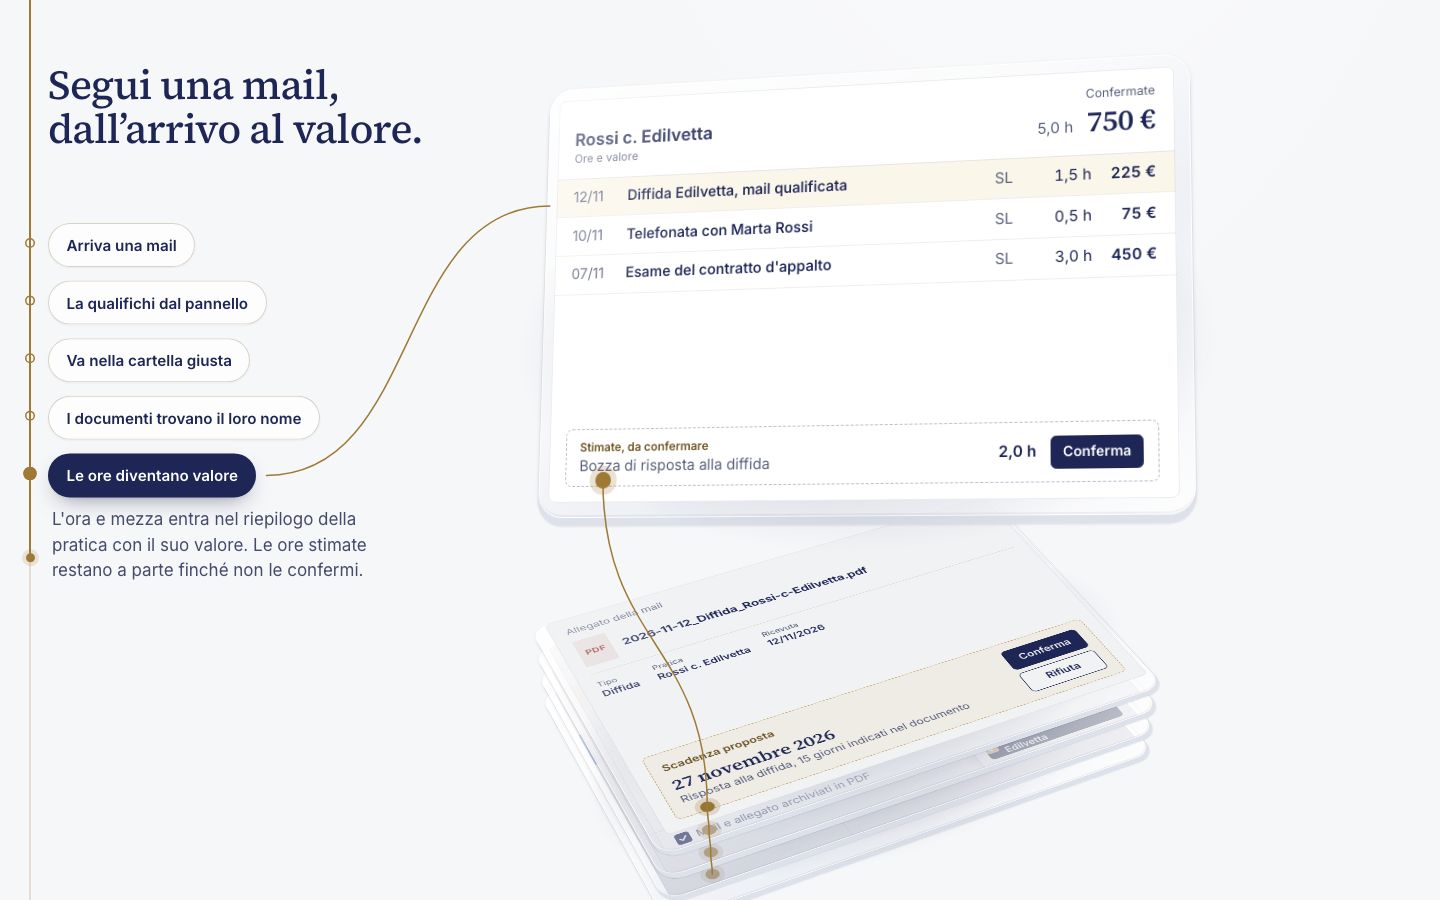 Segui una mail,
dall’arrivo al valore.
Arriva una mail
La qualifichi dal pannello
Va nella cartella giusta
I documenti trovano il loro nome
Le ore diventano valore
L'ora e mezza entra nel riepilogo della
pratica con il suo valore. Le ore stimate
restano a parte finché non le confermi.
Rossi c. Edilvetta
Ore e valore
Confermate
5,0 h 750 €
12/11 Diffida Edilvetta, mail qualificata SL 1,5 h 225 €
10/11 Telefonata con Marta Rossi SL 0,5 h 75 €
07/11 Esame del contratto d'appalto SL 3,0 h 450 €
Stimate, da confermare
Bozza di risposta alla diffida
2,0 h Conferma
Allegato della mail
PDF 2026-11-12_Diffida_Rossi-c-Edilvetta.pdf
Tipo Pratica Ricevuta
Diffida Rossi c. Edilvetta 12/11/2026
Scadenza proposta
27 novembre 2026
Risposta alla diffida, 15 giorni indicati nel documento
Conferma
Rifiuta
Mail e allegato archiviati in PDF
Edilvetta